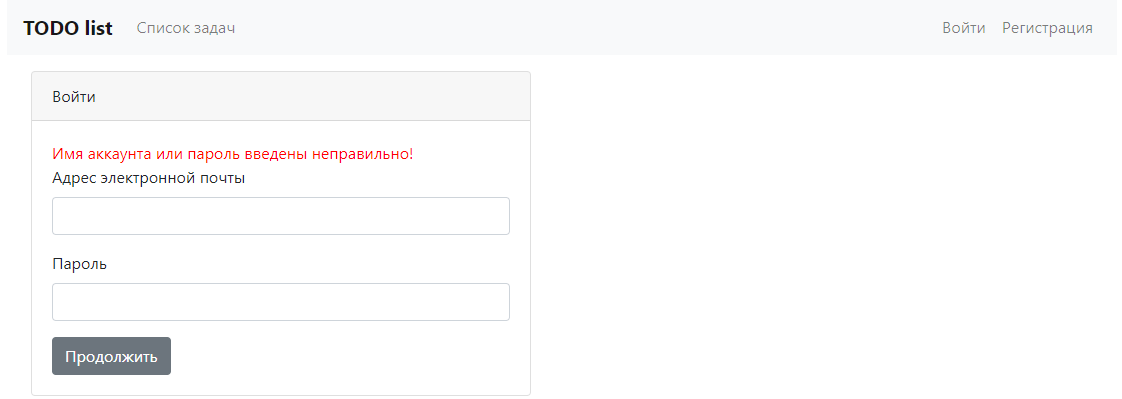 TODO list Список задач Войти Регистрация
Войти
Имя аккаунта или пароль введены неправильно!
Адрес электронной почты
Пароль
Продолжить